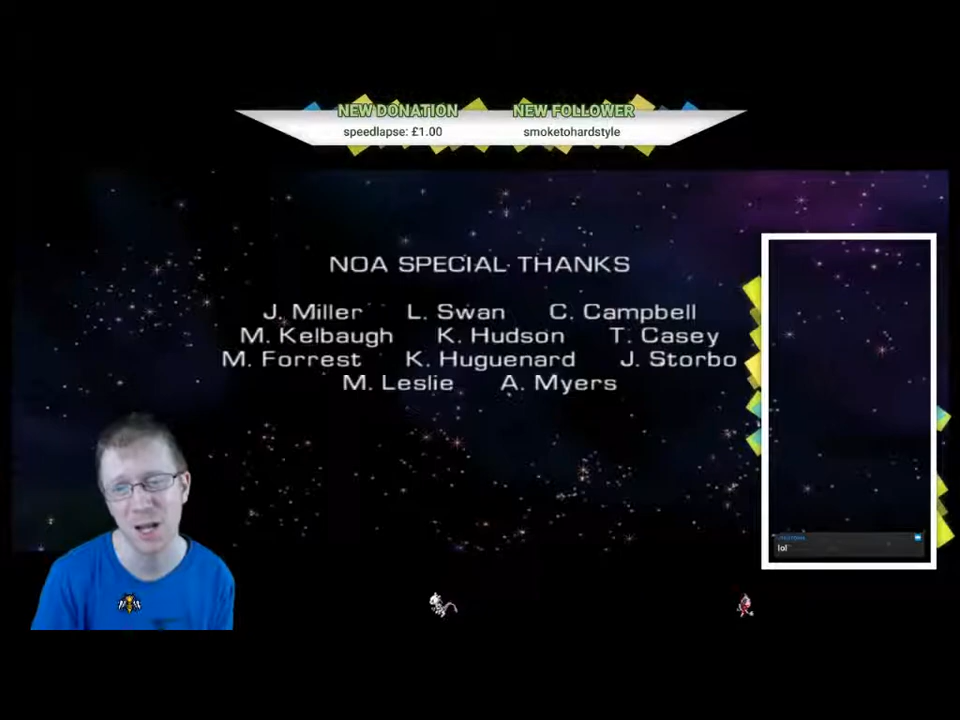 NEW DONATION NEW FOLLOWER
speedlapse: £1.00 smoketohardstyle
NOA SPECIAL THANKS
J. Miller L. Swan C. Campbell
M. Kelbaugh K. Hudson T. Casey
M. Forrest K. Huguenard J. Storbo
M. Leslie A. Myers
lol